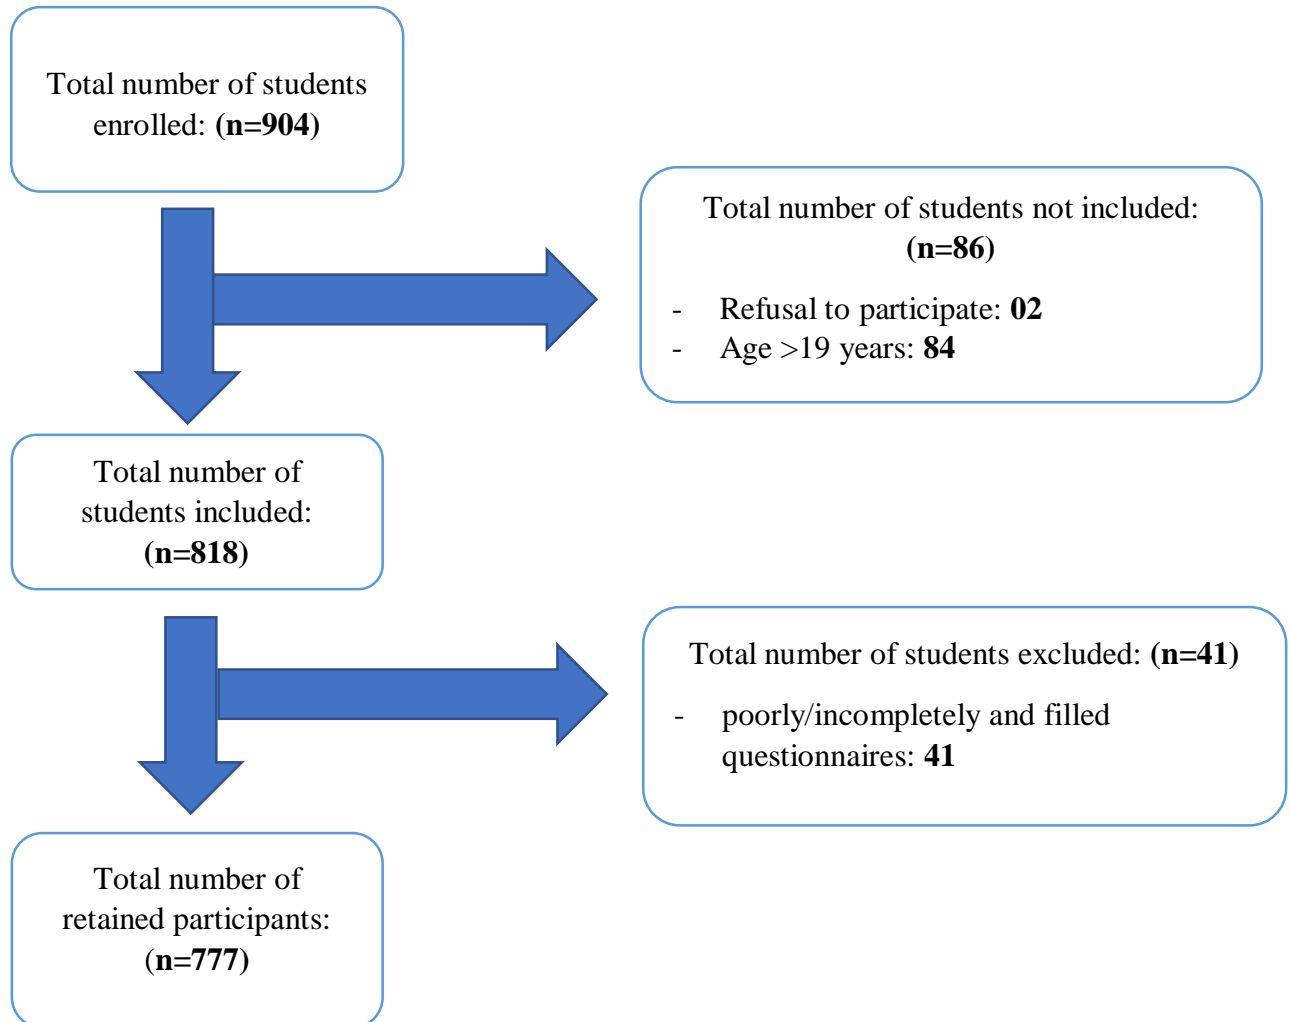 Total number of students
enrolled: (n=904)
Total number of students not included:
(n=86)
- Refusal to participate: 02
- Age >19 years: 84
Total number of
students included:
(n=818)
Total number of students excluded: (n=41)
- poorly/incompletely and filled
questionnaires: 41
Total number of
retained participants:
(n=777)